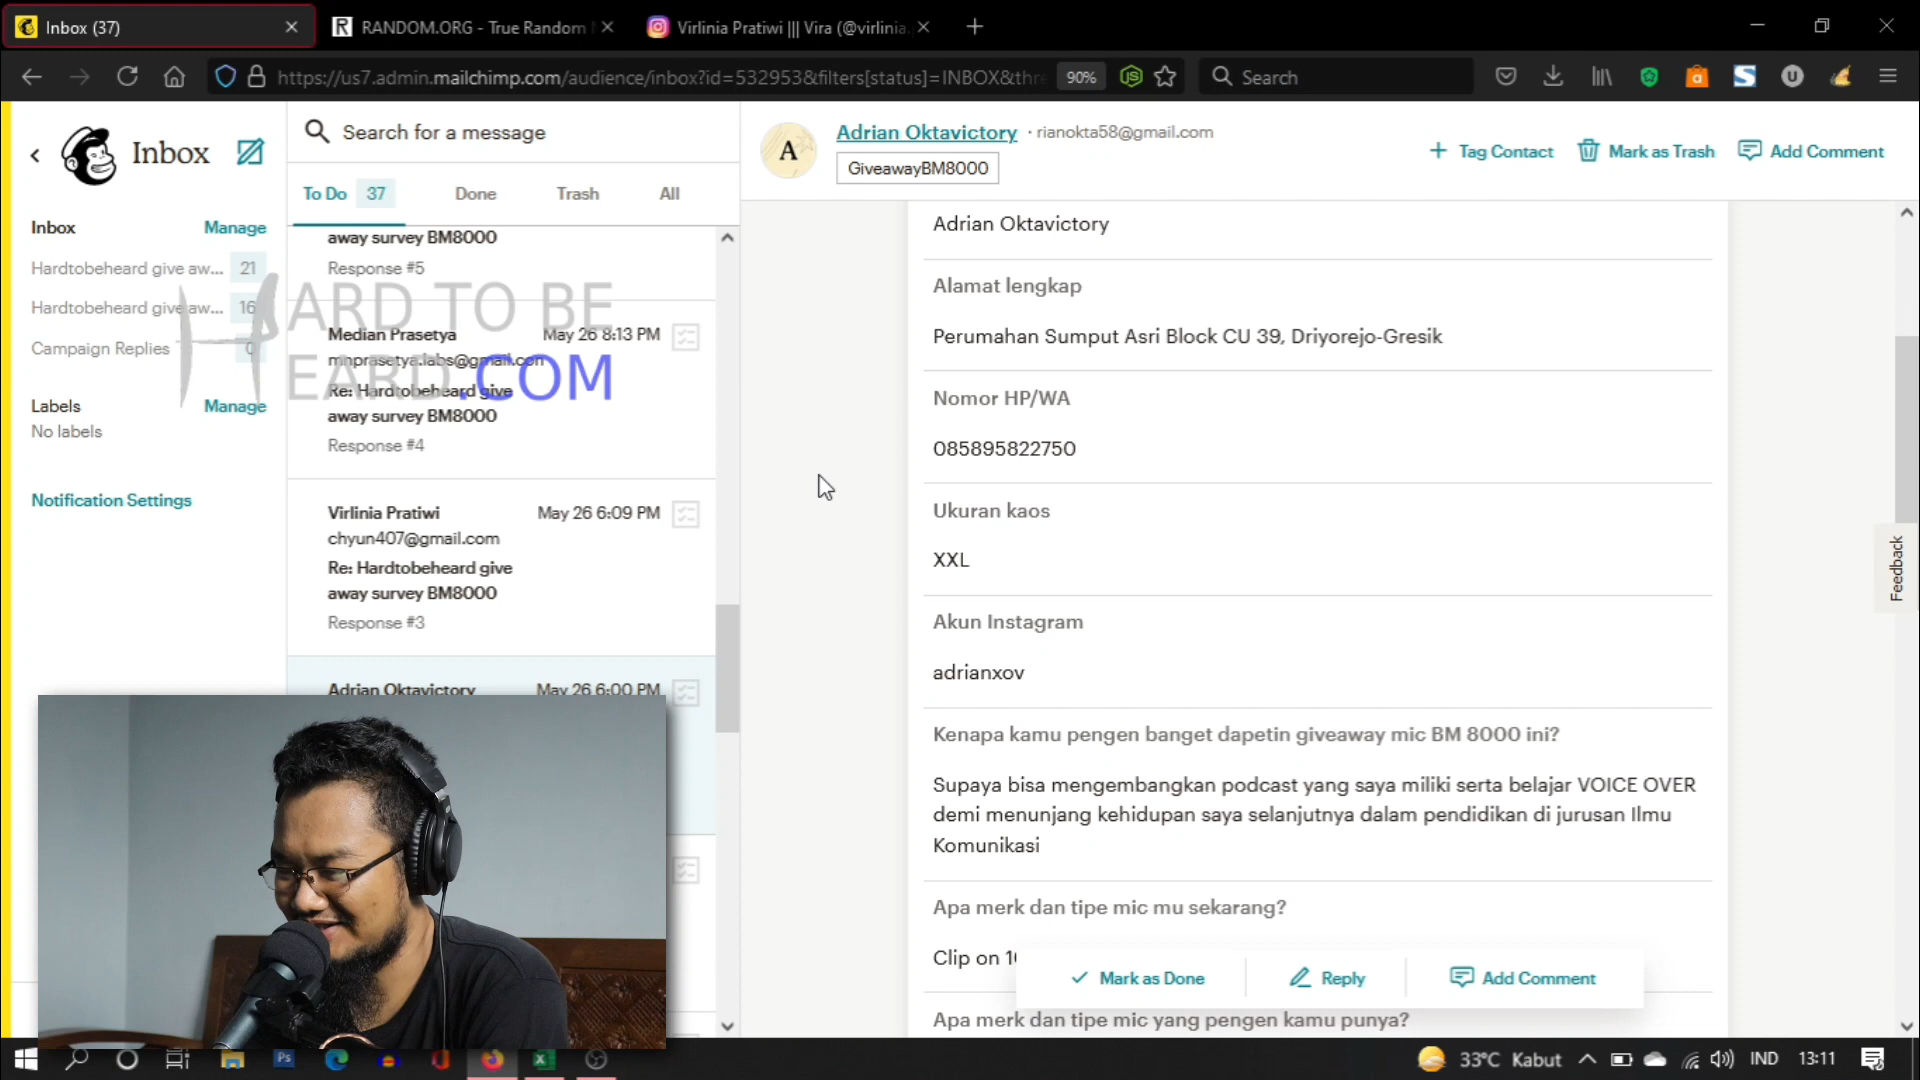 Inbox (37)
RANDOM.ORG - True Random
Virlinia Pratiwi ||| Vira (@virlinia.
https://us7.admin.mailchimp.com/audience/inbox?id=532953&filters[status]=INBOX&thre
90%
Search
Inbox
Inbox
Manage
Hardtobeheard give aw... 21
Hardtobeheard give aw... 16
Campaign Replies 0
Labels
Manage
No labels
Notification Settings
Search for a message
To Do 37
Done
Trash
All
away survey BM8000
Response #5
HARD TO BE
HEARD.COM
Median Prasetya
May 26 8:13 PM
Re: Hardtobeheard give
away survey BM8000
Response #4
Virlinia Pratiwi
May 26 6:09 PM
chyun407@gmail.com
Re: Hardtobeheard give
away survey BM8000
Response #3
Adrian Oktavictory
May 26 6:00 PM
A
Adrian Oktavictory · rianokta58@gmail.com
GiveawayBM8000
Tag Contact
Mark as Trash
Add Comment
Adrian Oktavictory
Alamat lengkap
Perumahan Sumput Asri Block CU 39, Driyorejo-Gresik
Nomor HP/WA
085895822750
Ukuran kaos
XXL
Akun Instagram
adrianxov
Kenapa kamu pengen banget dapetin giveaway mic BM 8000 ini?
Supaya bisa mengembangkan podcast yang saya miliki serta belajar VOICE OVER
demi menunjang kehidupan saya selanjutnya dalam pendidikan di jurusan Ilmu
Komunikasi
Apa merk dan tipe mic mu sekarang?
Clip on
Mark as Done
Reply
Add Comment
Apa merk dan tipe mic yang pengen kamu punya?
Feedback
Ps
33°C Kabut
IND
13:11